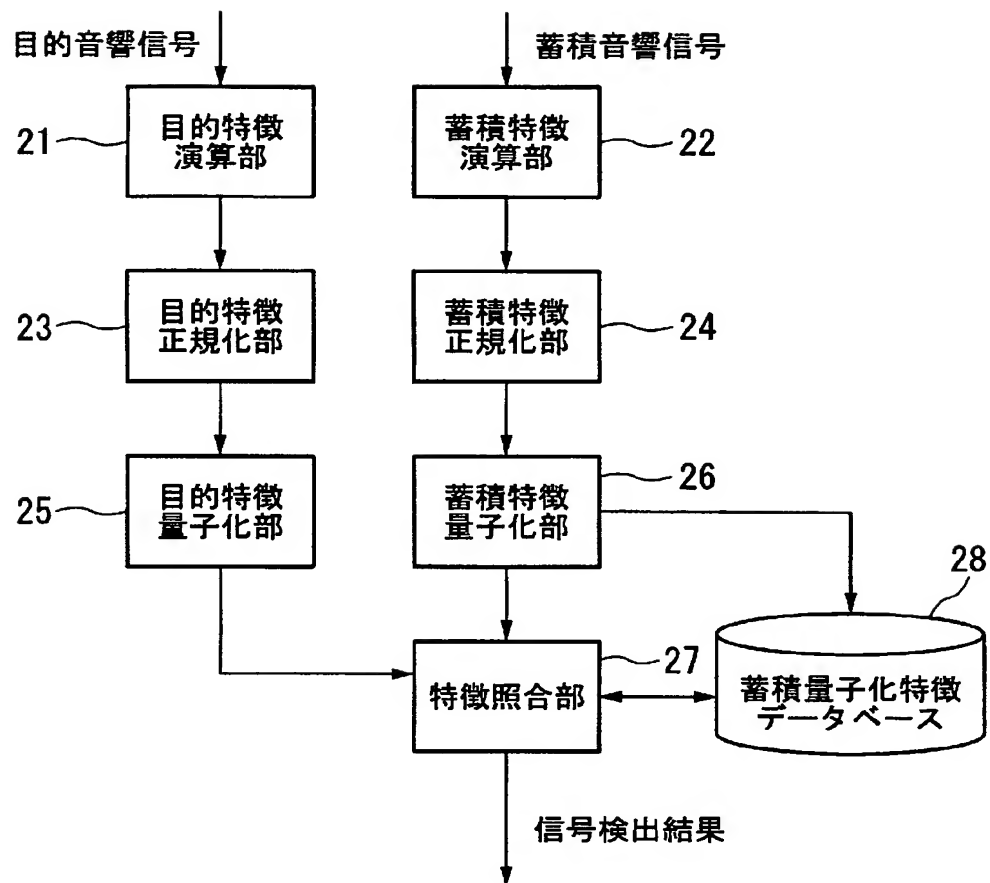 目的音響信号
蓄積音響信号
21
目的特徴
演算部
蓄積特徴
演算部
22
23
目的特徴
正規化部
蓄積特徴
正規化部
24
25
目的特徴
量子化部
蓄積特徴
量子化部
26
28
特徴照合部
27
蓄積量子化特徴
データベース
信号検出結果